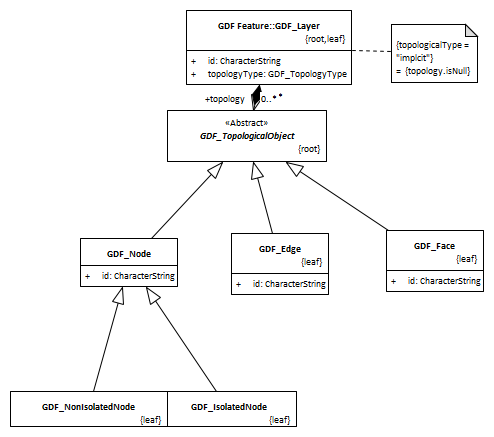 GDF Feature::GDF_Layer
{root,leaf}
+ id: CharacterString
+ topologyType: GDF_TopologyType
{topologicalType =
"implcit"}
= {topology.isNull}
+topology 0..**
«Abstract»
GDF_TopologicalObject
{root}
GDF_Node
+ id: CharacterString
GDF_Edge
{leaf}
+ id: CharacterString
GDF_Face
{leaf}
+ id: CharacterString
GDF_NonIsolatedNode
{leaf}
GDF_IsolatedNode
{leaf}